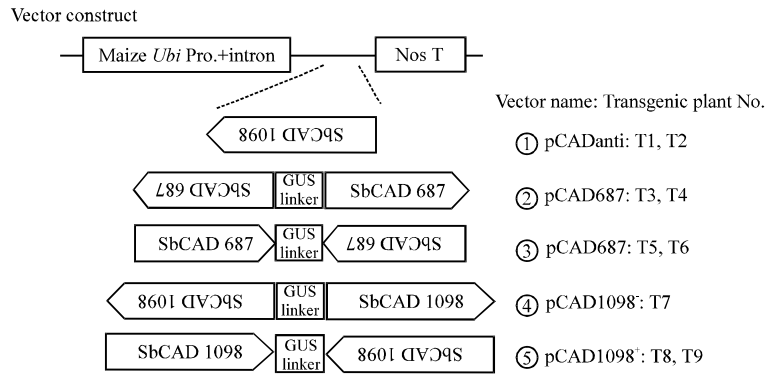 Vector construct
Maize Ubi Pro.+intron
Nos T
Vector name: Transgenic plant No.
SbCAD 1098
① pCADanti: T1, T2
SbCAD 687 GUS linker SbCAD 687
② pCAD687: T3, T4
SbCAD 687 GUS linker SbCAD 687
③ pCAD687: T5, T6
SbCAD 1098 GUS linker SbCAD 1098
④ pCAD1098⁻: T7
SbCAD 1098 GUS linker SbCAD 1098
⑤ pCAD1098⁺: T8, T9